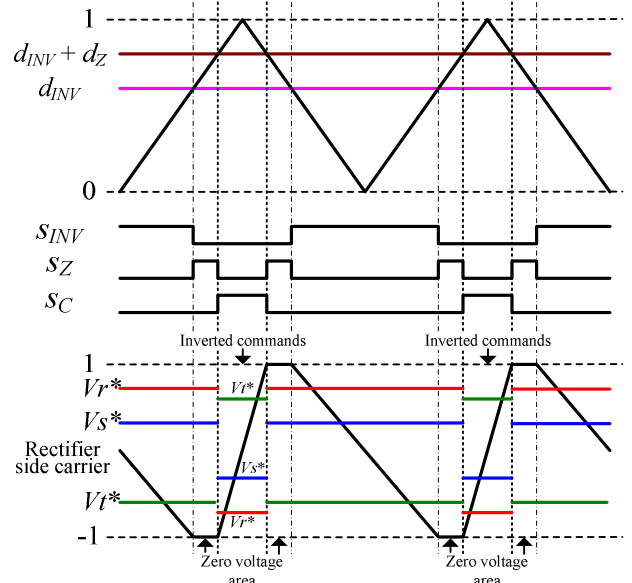 1
dINV + dZ
dINV
0
sINV
sZ
sC
Inverted commands
Inverted commands
1
Vr*
Vt*
Vs*
Rectifier
side carrier
Vs*
Vt*
Vr*
-1
Zero voltage
area
Zero voltage
area